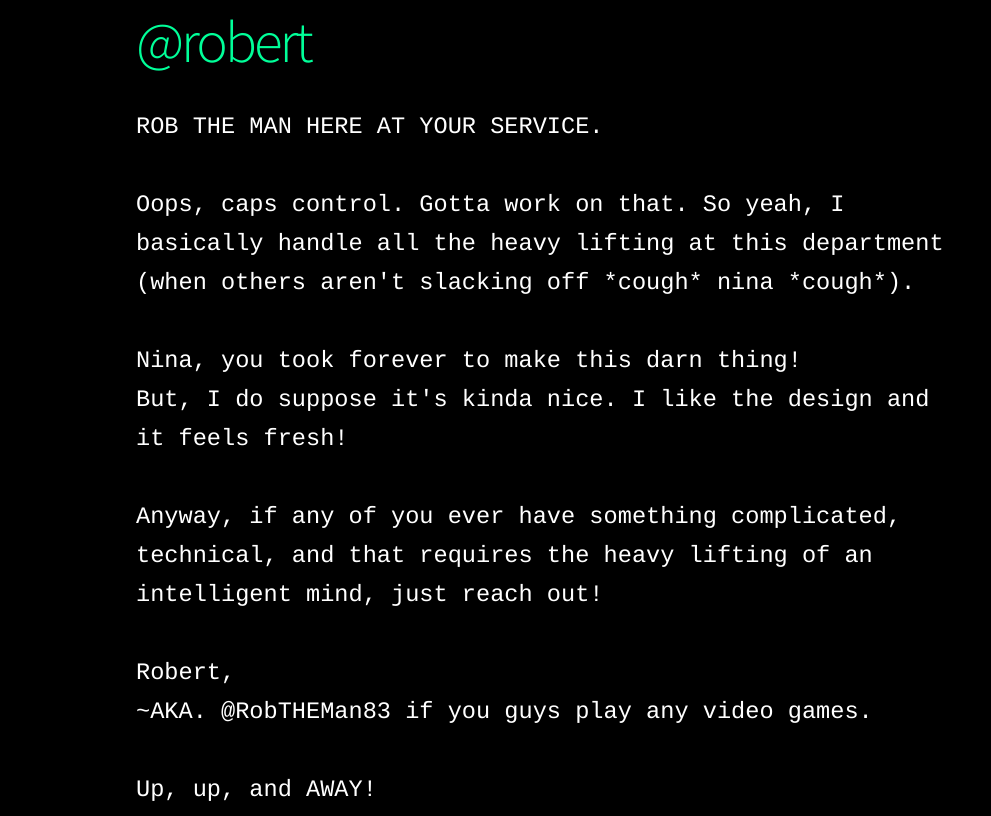 @robert
ROB THE MAN HERE AT YOUR SERVICE.
Oops, caps control. Gotta work on that. So yeah, I
basically handle all the heavy lifting at this department
(when others aren't slacking off *cough* nina *cough*).
Nina, you took forever to make this darn thing!
But, I do suppose it's kinda nice. I like the design and
it feels fresh!
Anyway, if any of you ever have something complicated,
technical, and that requires the heavy lifting of an
intelligent mind, just reach out!
Robert,
~AKA. @RobTHEMan83 if you guys play any video games.
Up, up, and AWAY!